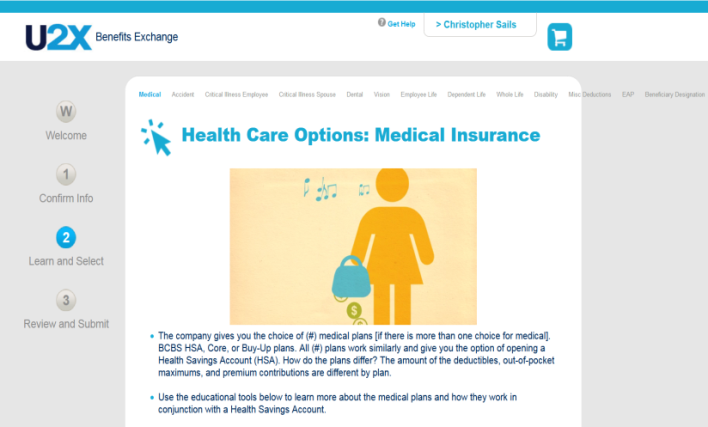 U2X Benefits Exchange
Get Help
> Christopher Sails
Medical Accident Critical Illness Employee Critical Illness Spouse Dental Vision Employee Life Dependent Life Whole Life Disability Misc Deductions EAP Beneficiary Designation
W
Welcome
1
Confirm Info
2
Learn and Select
3
Review and Submit
Health Care Options: Medical Insurance
$
$
• The company gives you the choice of (#) medical plans [if there is more than one choice for medical].
BCBS HSA, Core, or Buy-Up plans. All (#) plans work similarly and give you the option of opening a
Health Savings Account (HSA). How do the plans differ? The amount of the deductibles, out-of-pocket
maximums, and premium contributions are different by plan.
• Use the educational tools below to learn more about the medical plans and how they work in
conjunction with a Health Savings Account.